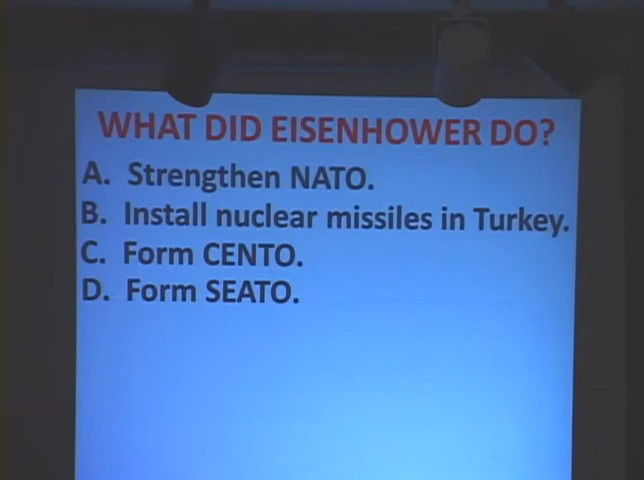 WHAT DID EISENHOWER DO?
A. Strengthen NATO.
B. Install nuclear missiles in Turkey.
C. Form CENTO.
D. Form SEATO.